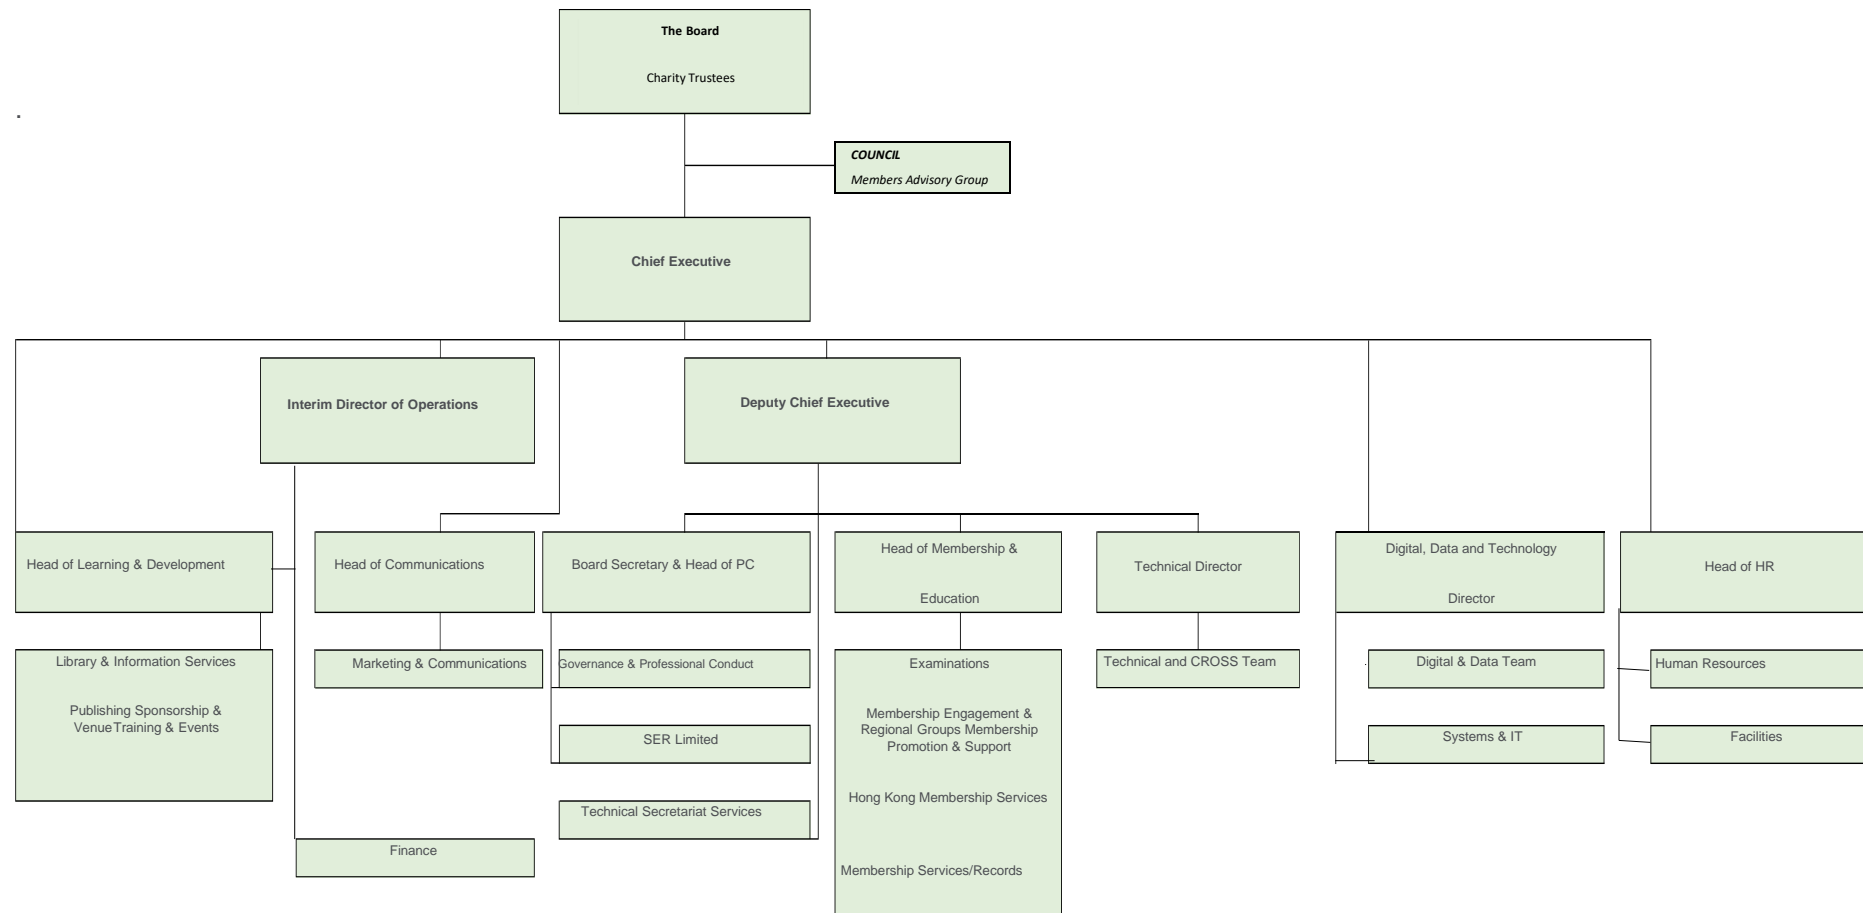 The Board
Charity Trustees
.
COUNCIL
Members Advisory Group
Chief Executive
Interim Director of Operations
Deputy Chief Executive
Head of Learning & Development
Head of Communications
Board Secretary & Head of PC
Head of Membership &
Education
Technical Director
Digital, Data and Technology
Director
Head of HR
Library & Information Services
Publishing Sponsorship &
VenueTraining & Events
Marketing & Communications
Governance & Professional Conduct
SER Limited
Technical Secretariat Services
Finance
Examinations
Membership Engagement &
Regional Groups Membership
Promotion & Support
Hong Kong Membership Services
Membership Services/Records
Technical and CROSS Team
Digital & Data Team
Systems & IT
Human Resources
Facilities